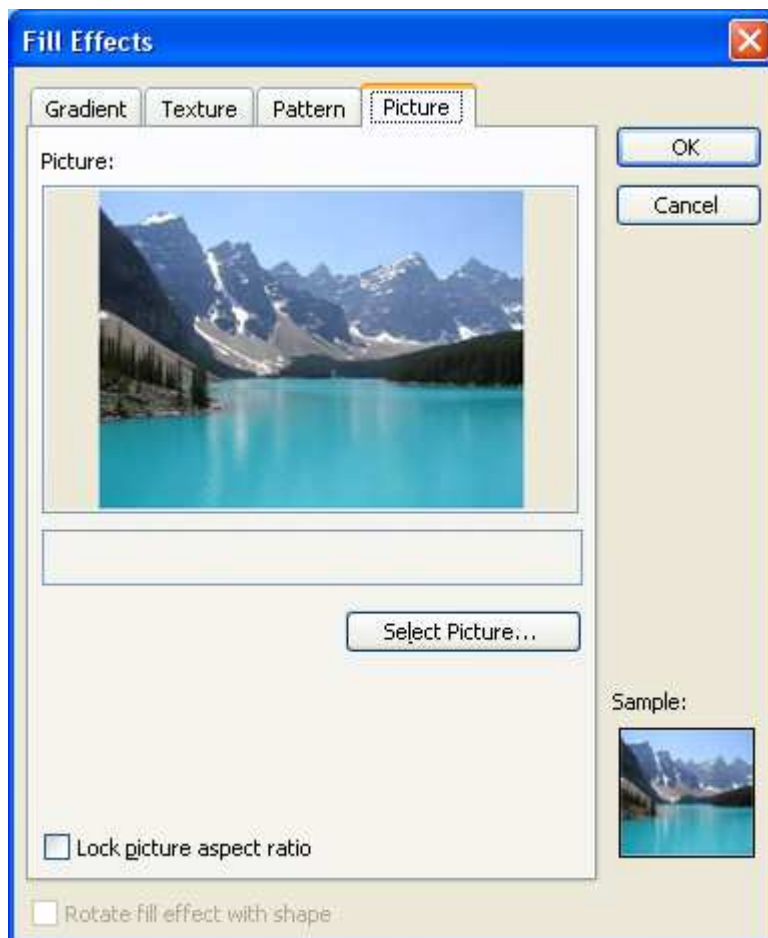 Fill Effects
Gradient Texture Pattern Picture
Picture:
OK
Cancel
Select Picture...
Sample:
Lock picture aspect ratio
Rotate fill effect with shape